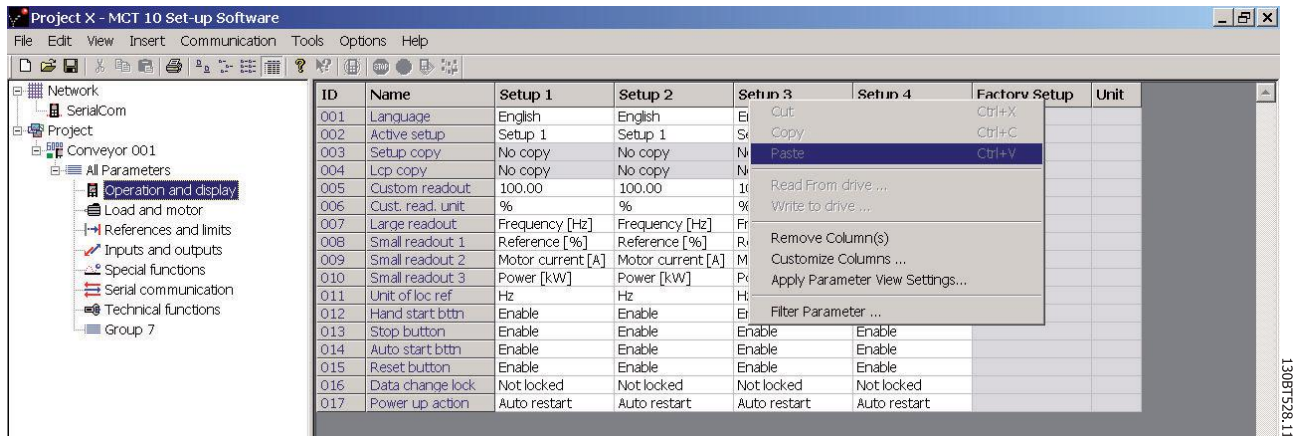 Project X - MCT 10 Set-up Software
File Edit View Insert Communication Tools Options Help
Network
SerialCom
Project
Conveyor 001
All Parameters
Operation and display
Load and motor
References and limits
Inputs and outputs
Special functions
Serial communication
Technical functions
Group 7
ID Name Setup 1 Setup 2 Setup 3 Setup 4 Factory Setup Unit
001 Language English English
002 Active setup Setup 1 Setup 1
003 Setup copy No copy No copy
004 Lcp copy No copy No copy
005 Custom readout 100.00 100.00
006 Cust. read. unit % % %
007 Large readout Frequency [Hz] Frequency [Hz]
008 Small readout 1 Reference [%] Reference [%]
009 Small readout 2 Motor current [A] Motor current [A]
010 Small readout 3 Power [kW] Power [kW]
011 Unit of loc ref Hz Hz
012 Hand start bttn Enable Enable
013 Stop button Enable Enable Enable Enable
014 Auto start bttn Enable Enable Enable Enable
015 Reset button Enable Enable Enable Enable
016 Data change lock Not locked Not locked Not locked Not locked
017 Power up action Auto restart Auto restart Auto restart Auto restart
Cut Ctrl+X
Copy Ctrl+C
Paste Ctrl+V
Read From drive ...
Write to drive ...
Remove Column(s)
Customize Columns ...
Apply Parameter View Settings...
Filter Parameter ...
130BT528.11